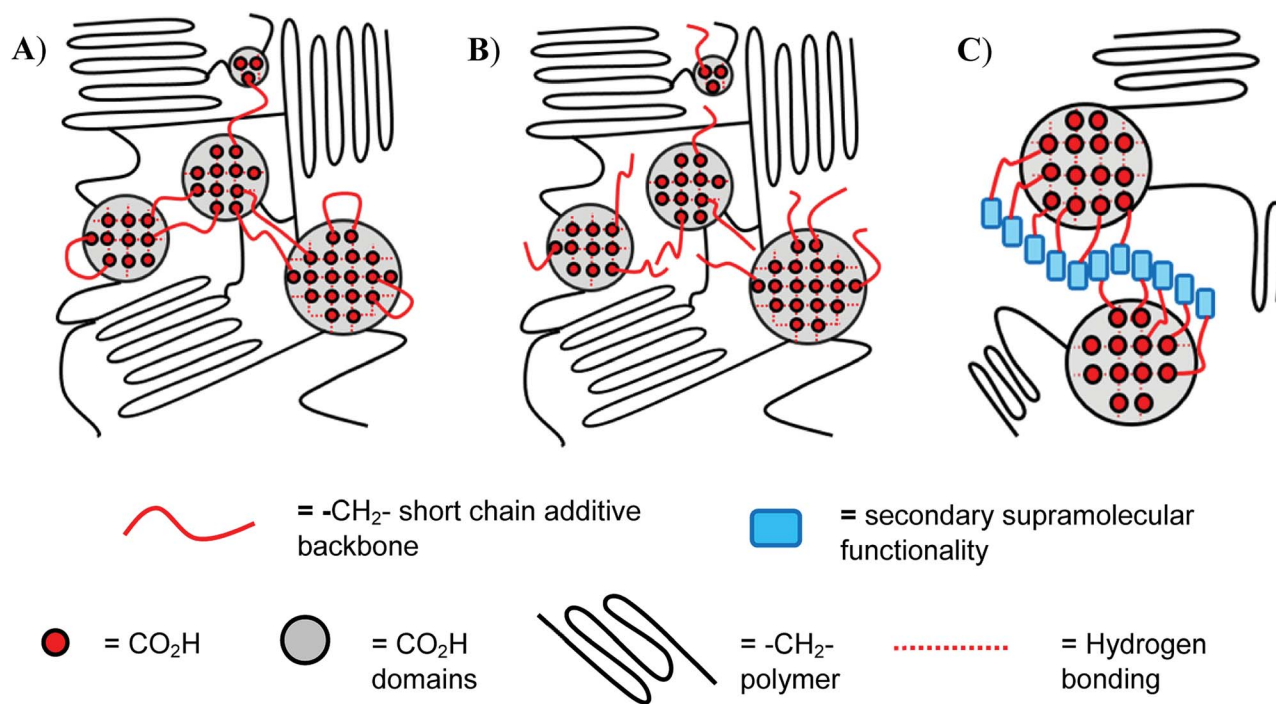 A)
B)
C)
= -CH₂- short chain additive
backbone
= secondary supramolecular
functionality
= CO₂H
= CO₂H
domains
= -CH₂-
polymer
= Hydrogen
bonding